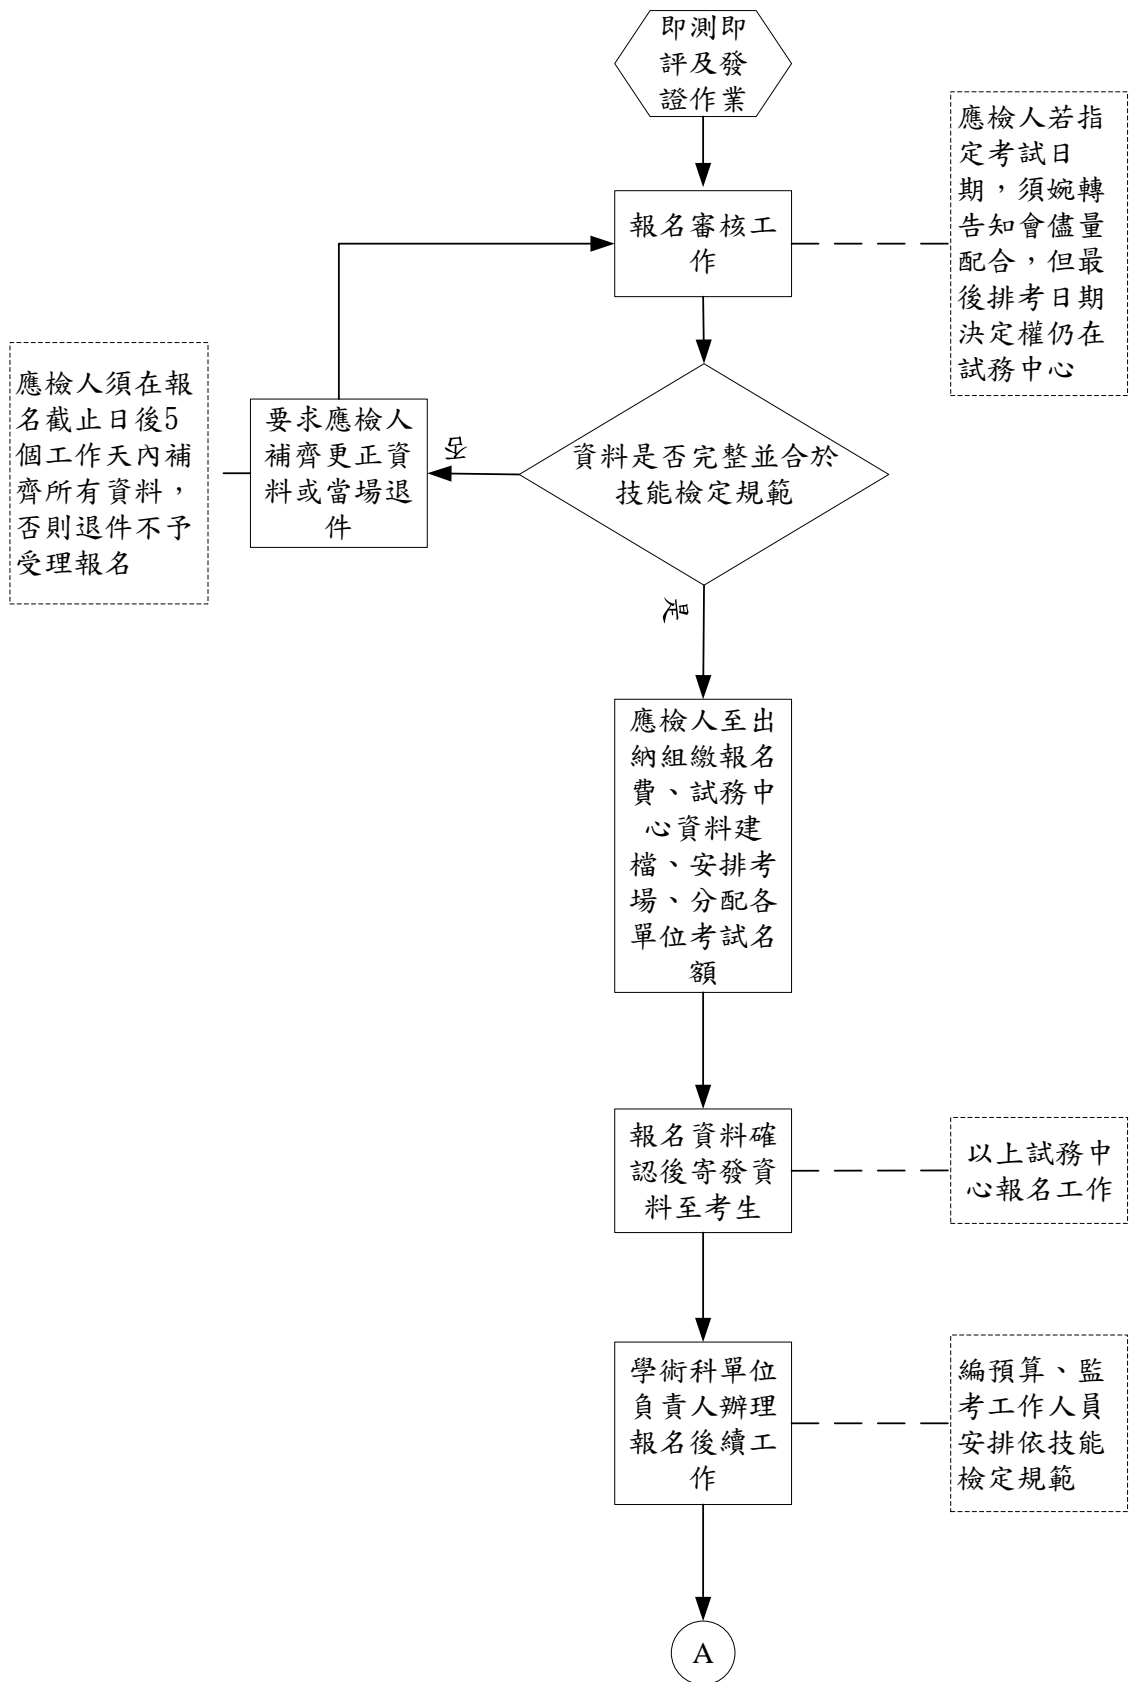 即測即
評及發
證作業
應檢人若指
定考試日
期，須婉轉
告知會儘量
配合，但最
後排考日期
決定權仍在
試務中心
報名審核工
作
應檢人須在報
名截止日後5
個工作天內補
齊所有資料，
否則退件不予
受理報名
要求應檢人
補齊更正資
料或當場退
件
否
資料是否完整並合於
技能檢定規範
是
應檢人至出
納組繳報名
費、試務中
心資料建
檔、安排考
場、分配各
單位考試名
額
報名資料確
認後寄發資
料至考生
以上試務中
心報名工作
學術科單位
負責人辦理
報名後續工
作
編預算、監
考工作人員
安排依技能
檢定規範
A